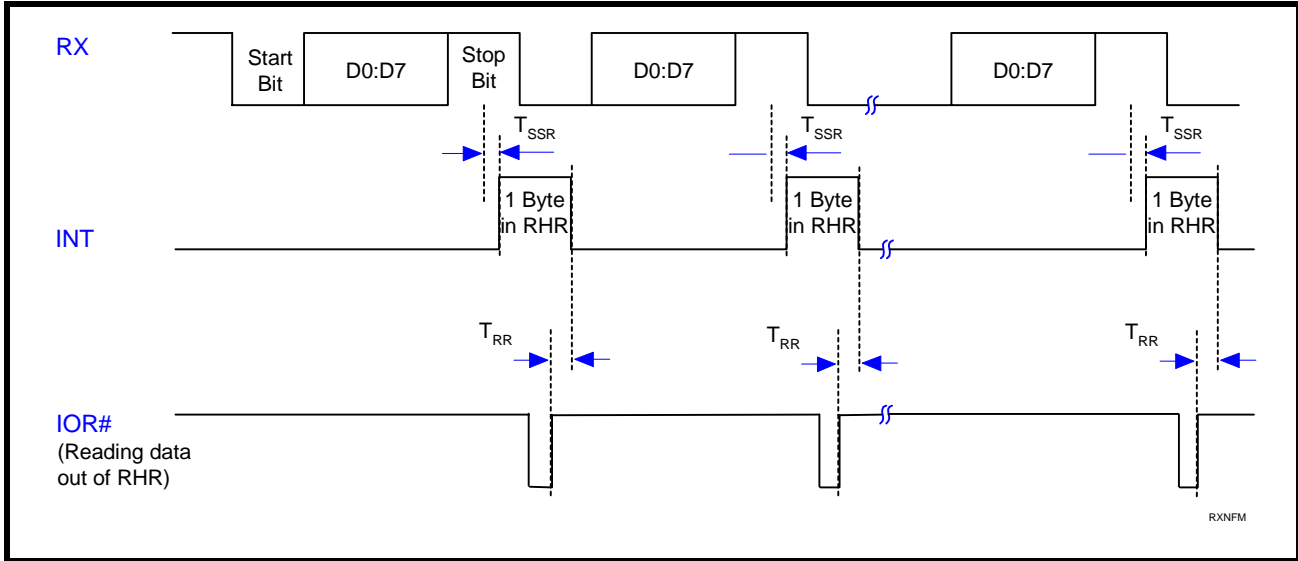 RX
Start
Bit
D0:D7
Stop
Bit
D0:D7
D0:D7
TSSR
TSSR
TSSR
INT
1 Byte
in RHR
1 Byte
in RHR
1 Byte
in RHR
TRR
TRR
TRR
IOR#
(Reading data
out of RHR)
RXNFM